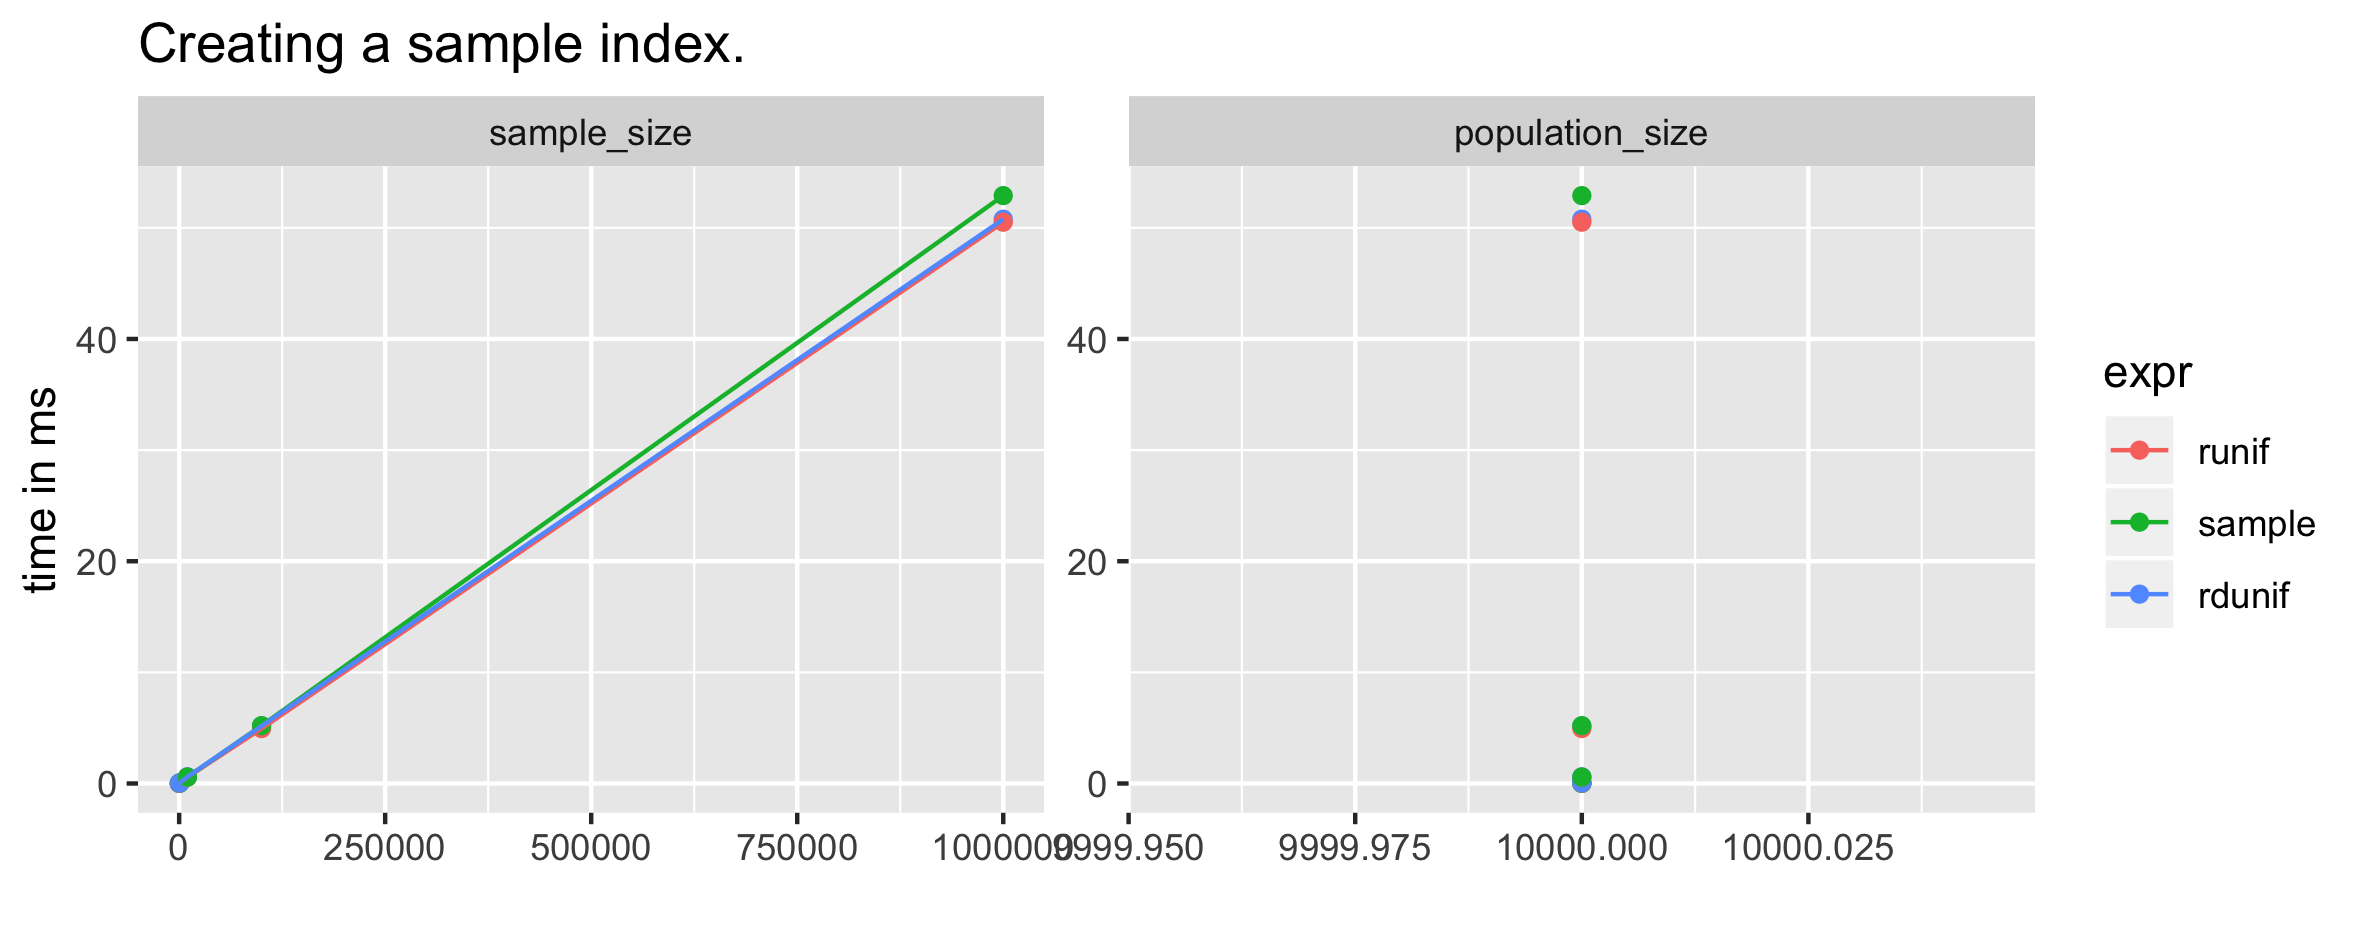 Creating a sample index.
sample_size
population_size
time in ms
40
20
0
40
20
0
0
250000
500000
750000
1000000
9999.950
9999.975
10000.000
10000.025
expr
runif
sample
rdunif